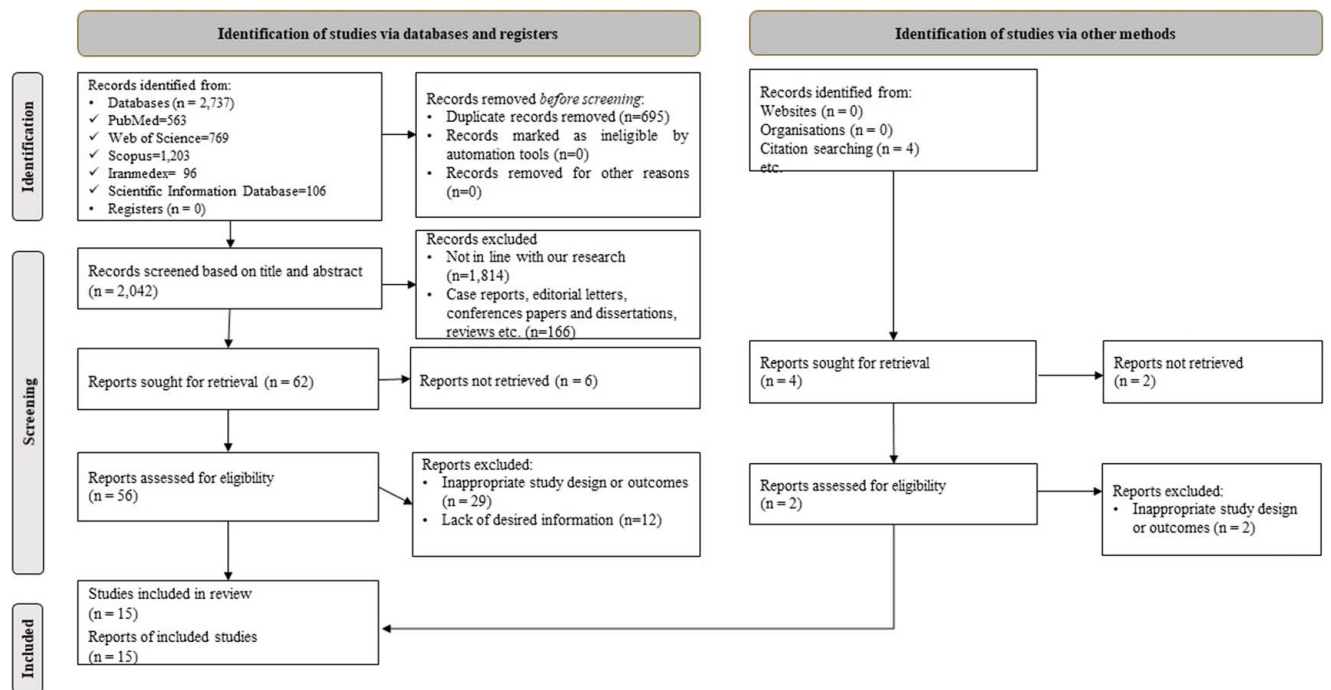 Identification of studies via databases and registers
Identification of studies via other methods
Identification
Records identified from:
• Databases (n = 2,737)
✓ PubMed=563
✓ Web of Science=769
✓ Scopus=1,203
✓ Iranmedex= 96
✓ Scientific Information Database=106
• Registers (n = 0)
Records removed before screening:
• Duplicate records removed (n=695)
• Records marked as ineligible by
automation tools (n=0)
• Records removed for other reasons
(n=0)
Records identified from:
Websites (n = 0)
Organisations (n = 0)
Citation searching (n = 4)
etc.
Screening
Records screened based on title and abstract
(n = 2,042)
Records excluded
• Not in line with our research
(n=1,814)
• Case reports, editorial letters,
conferences papers and dissertations,
reviews etc. (n=166)
Reports sought for retrieval (n = 62)
Reports not retrieved (n = 6)
Reports sought for retrieval
(n = 4)
Reports not retrieved
(n = 2)
Reports assessed for eligibility
(n = 56)
Reports excluded:
• Inappropriate study design or outcomes
(n = 29)
• Lack of desired information (n=12)
Reports assessed for eligibility
(n = 2)
Reports excluded:
• Inappropriate study design
or outcomes (n = 2)
Included
Studies included in review
(n = 15)
Reports of included studies
(n = 15)